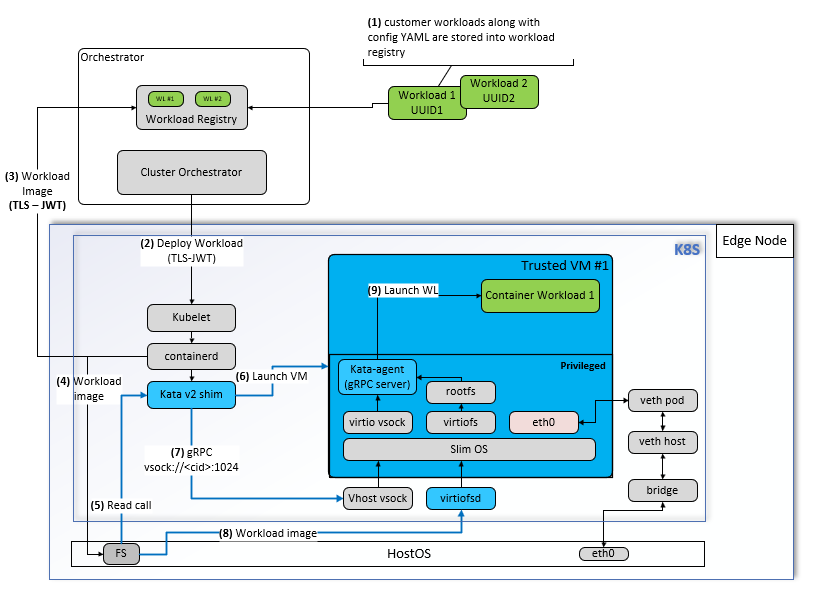 (1) customer workloads along with
config YAML are stored into workload
registry
Orchestrator
WL #1
WL #2
Workload Registry
Workload 1
UUID1
Workload 2
UUID2
Cluster Orchestrator
(3) Workload
Image
(TLS – JWT)
Edge Node
K8S
(2) Deploy Workload
(TLS-JWT)
Trusted VM #1
(9) Launch WL
Container Workload 1
Kubelet
containerd
(6) Launch VM
Kata-agent
(gRPC server)
Privileged
(4) Workload
image
Kata v2 shim
rootfs
veth pod
virtio vsock
virtiofs
eth0
veth host
Slim OS
(7) gRPC
vsock://<cid>:1024
bridge
Vhost vsock
virtiofsd
(5) Read call
(8) Workload image
FS
HostOS
eth0